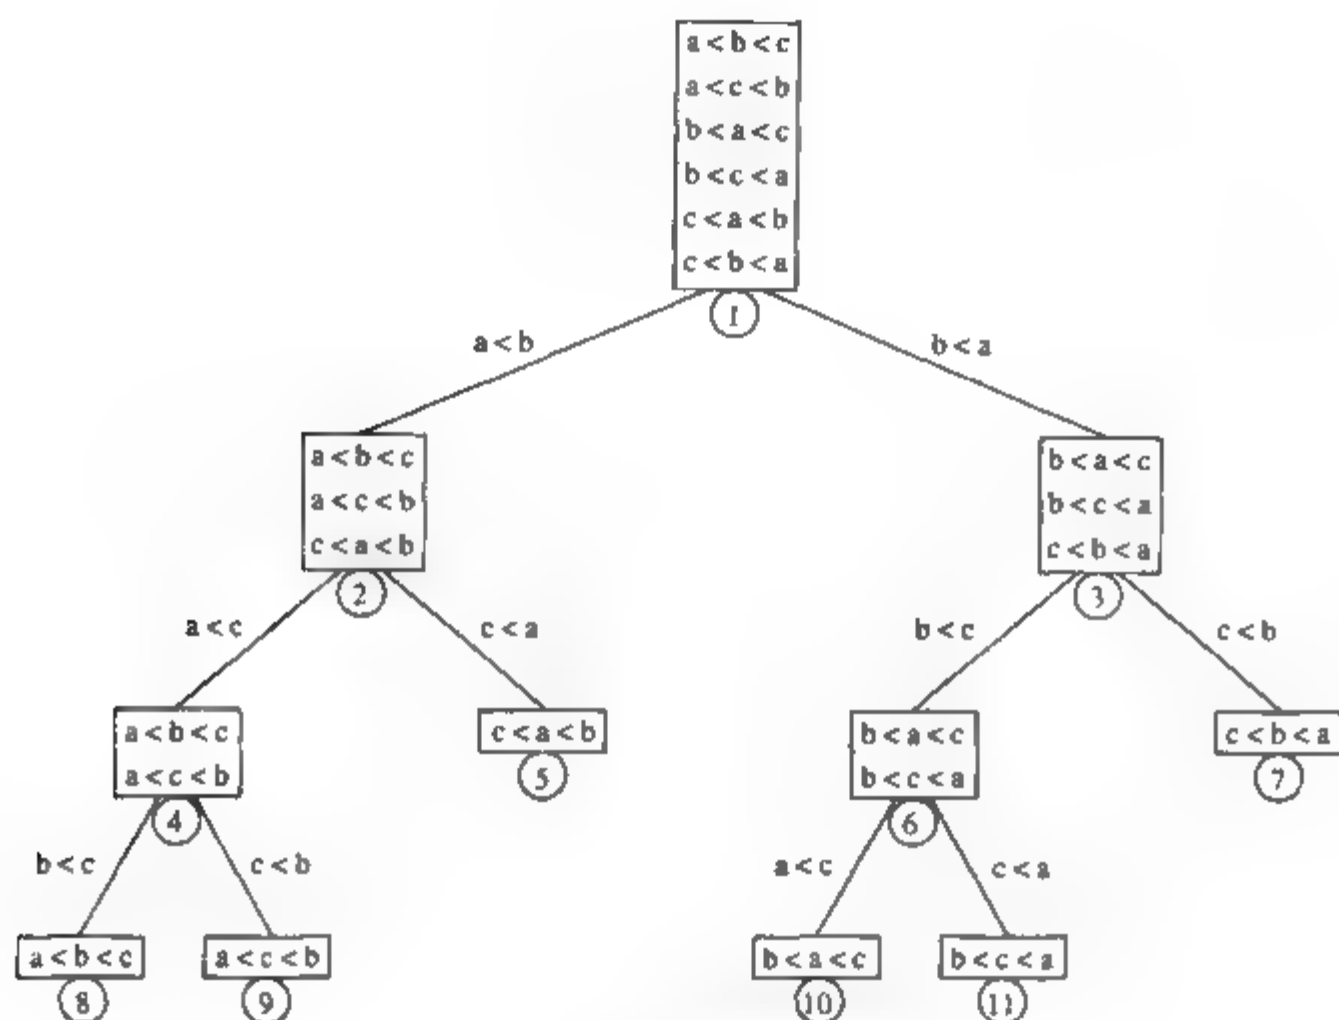 a < b < c
a < c < b
b < a < c
b < c < a
c < a < b
c < b < a
1
a < b
b < a
a < b < c
a < c < b
c < a < b
2
b < a < c
b < c < a
c < b < a
3
a < c
c < a
b < c
c < b
a < b < c
a < c < b
4
c < a < b
5
b < a < c
b < c < a
6
c < b < a
7
b < c
c < b
a < c
c < a
a < b < c
8
a < c < b
9
b < a < c
10
b < c < a
11